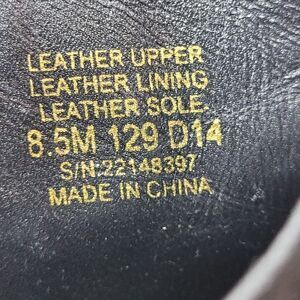 LEATHER UPPER
LEATHER LINING
LEATHER SOLE
8.5M 129 D14
S/N:22148397
MADE IN CHINA